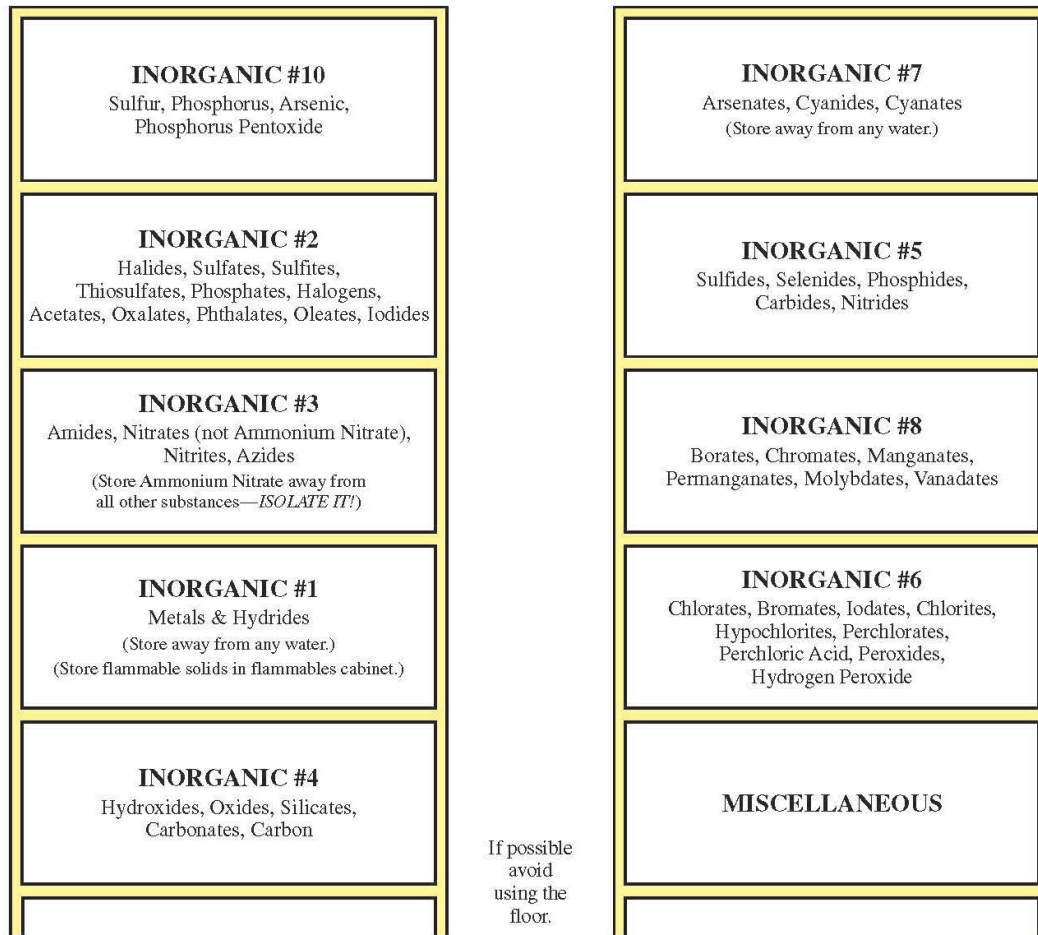 INORGANIC #10
Sulfur, Phosphorus, Arsenic,
Phosphorus Pentoxide
INORGANIC #2
Halides, Sulfates, Sulfites,
Thiosulfates, Phosphates, Halogens,
Acetates, Oxalates, Phthalates, Oleates, Iodides
INORGANIC #3
Amides, Nitrates (not Ammonium Nitrate),
Nitrites, Azides
(Store Ammonium Nitrate away from
all other substances—ISOLATE IT!)
INORGANIC #1
Metals & Hydrides
(Store away from any water.)
(Store flammable solids in flammables cabinet.)
INORGANIC #4
Hydroxides, Oxides, Silicates,
Carbonates, Carbon
If possible
avoid
using the
floor.
INORGANIC #7
Arsenates, Cyanides, Cyanates
(Store away from any water.)
INORGANIC #5
Sulfides, Selenides, Phosphides,
Carbides, Nitrides
INORGANIC #8
Borates, Chromates, Manganates,
Permanganates, Molybdates, Vanadates
INORGANIC #6
Chlorates, Bromates, Iodates, Chlorites,
Hypochlorites, Perchlorates,
Perchloric Acid, Peroxides,
Hydrogen Peroxide
MISCELLANEOUS